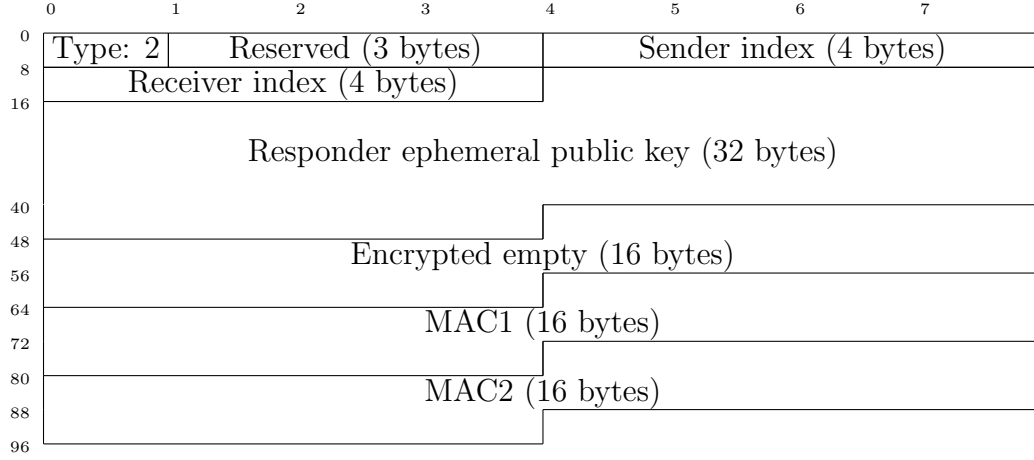 0 1 2 3 4 5 6 7
0 Type: 2 Reserved (3 bytes) Sender index (4 bytes)
8 Receiver index (4 bytes)
16
Responder ephemeral public key (32 bytes)
40
48
Encrypted empty (16 bytes)
56
64
MAC1 (16 bytes)
72
80
MAC2 (16 bytes)
88
96